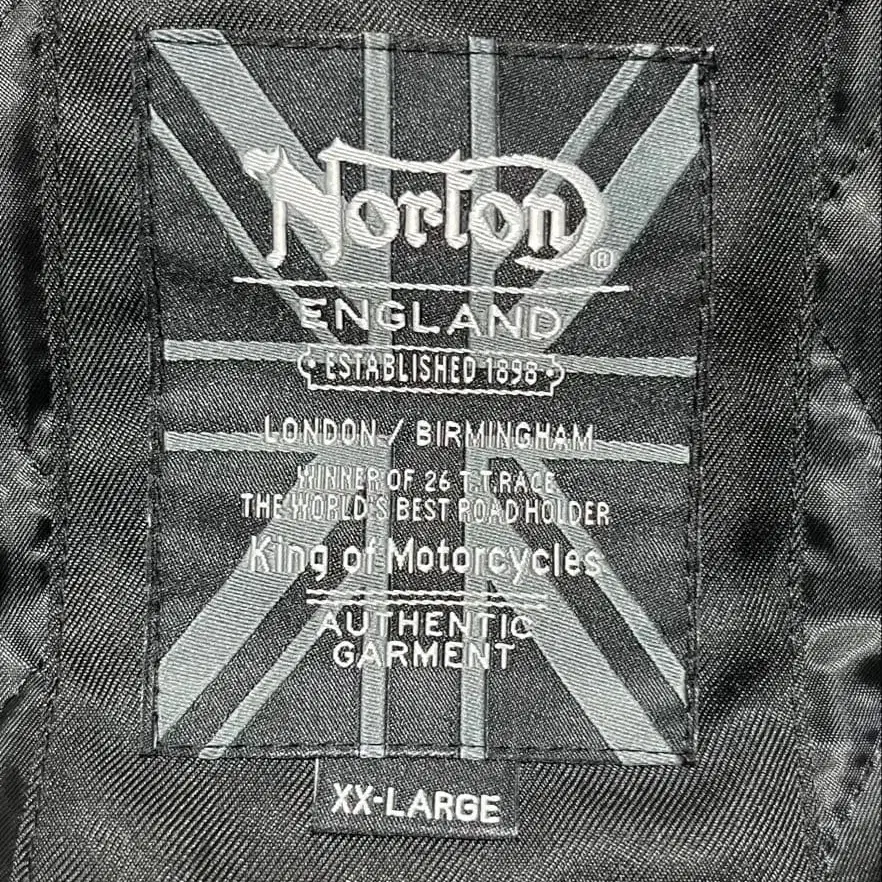 Norton®
ENGLAND
ESTABLISHED 1898
LONDON / BIRMINGHAM
WINNER OF 26 T.T.RACE
THE WORLD'S BEST ROAD HOLDER
King of Motorcycles
AUTHENTIC
GARMENT
XX-LARGE